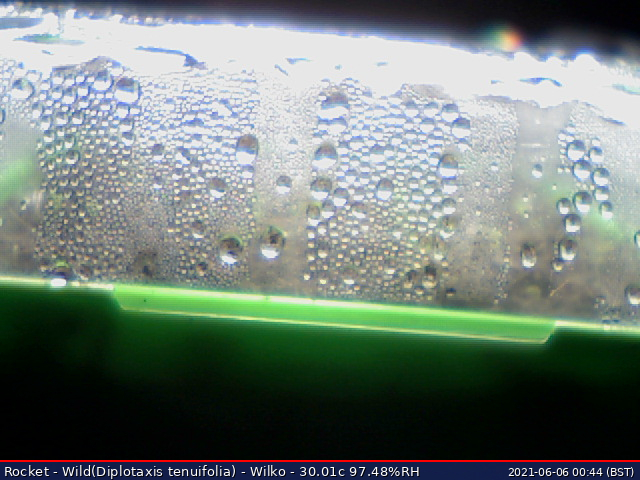 Rocket - Wild(Diplotaxis tenuifolia) - Wilko - 30.01c 97.48%RH
2021-06-06 00:44 (BST)